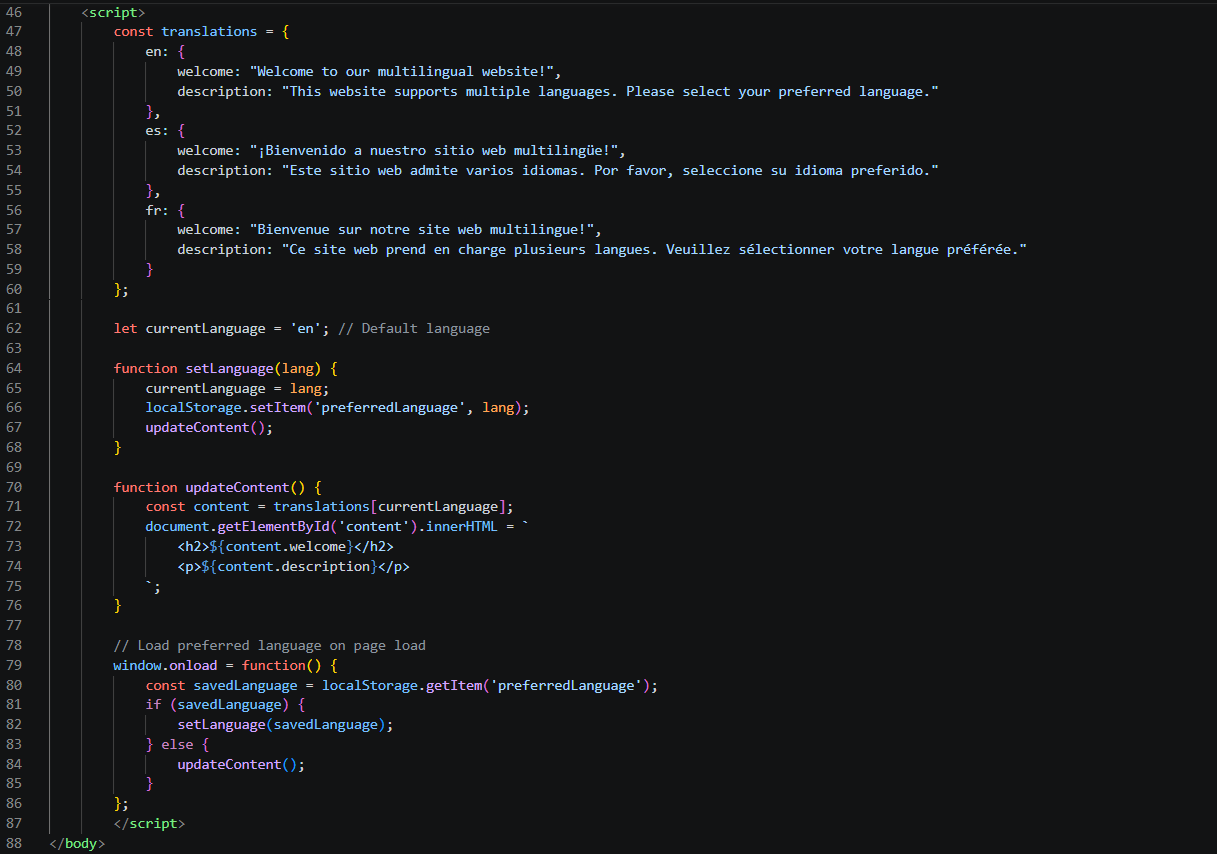 46 <script>
47 const translations = {
48 en: {
49 welcome: "Welcome to our multilingual website!",
50 description: "This website supports multiple languages. Please select your preferred language."
51 },
52 es: {
53 welcome: "¡Bienvenido a nuestro sitio web multilingüe!",
54 description: "Este sitio web admite varios idiomas. Por favor, seleccione su idioma preferido."
55 },
56 fr: {
57 welcome: "Bienvenue sur notre site web multilingue!",
58 description: "Ce site web prend en charge plusieurs langues. Veuillez sélectionner votre langue préférée."
59 }
60 };
61
62 let currentLanguage = 'en'; // Default language
63
64 function setLanguage(lang) {
65 currentLanguage = lang;
66 localStorage.setItem('preferredLanguage', lang);
67 updateContent();
68 }
69
70 function updateContent() {
71 const content = translations[currentLanguage];
72 document.getElementById('content').innerHTML = `
73 <h2>${content.welcome}</h2>
74 <p>${content.description}</p>
75 `;
76 }
77
78 // Load preferred language on page load
79 window.onload = function() {
80 const savedLanguage = localStorage.getItem('preferredLanguage');
81 if (savedLanguage) {
82 setLanguage(savedLanguage);
83 } else {
84 updateContent();
85 }
86 };
87 </script>
88 </body>